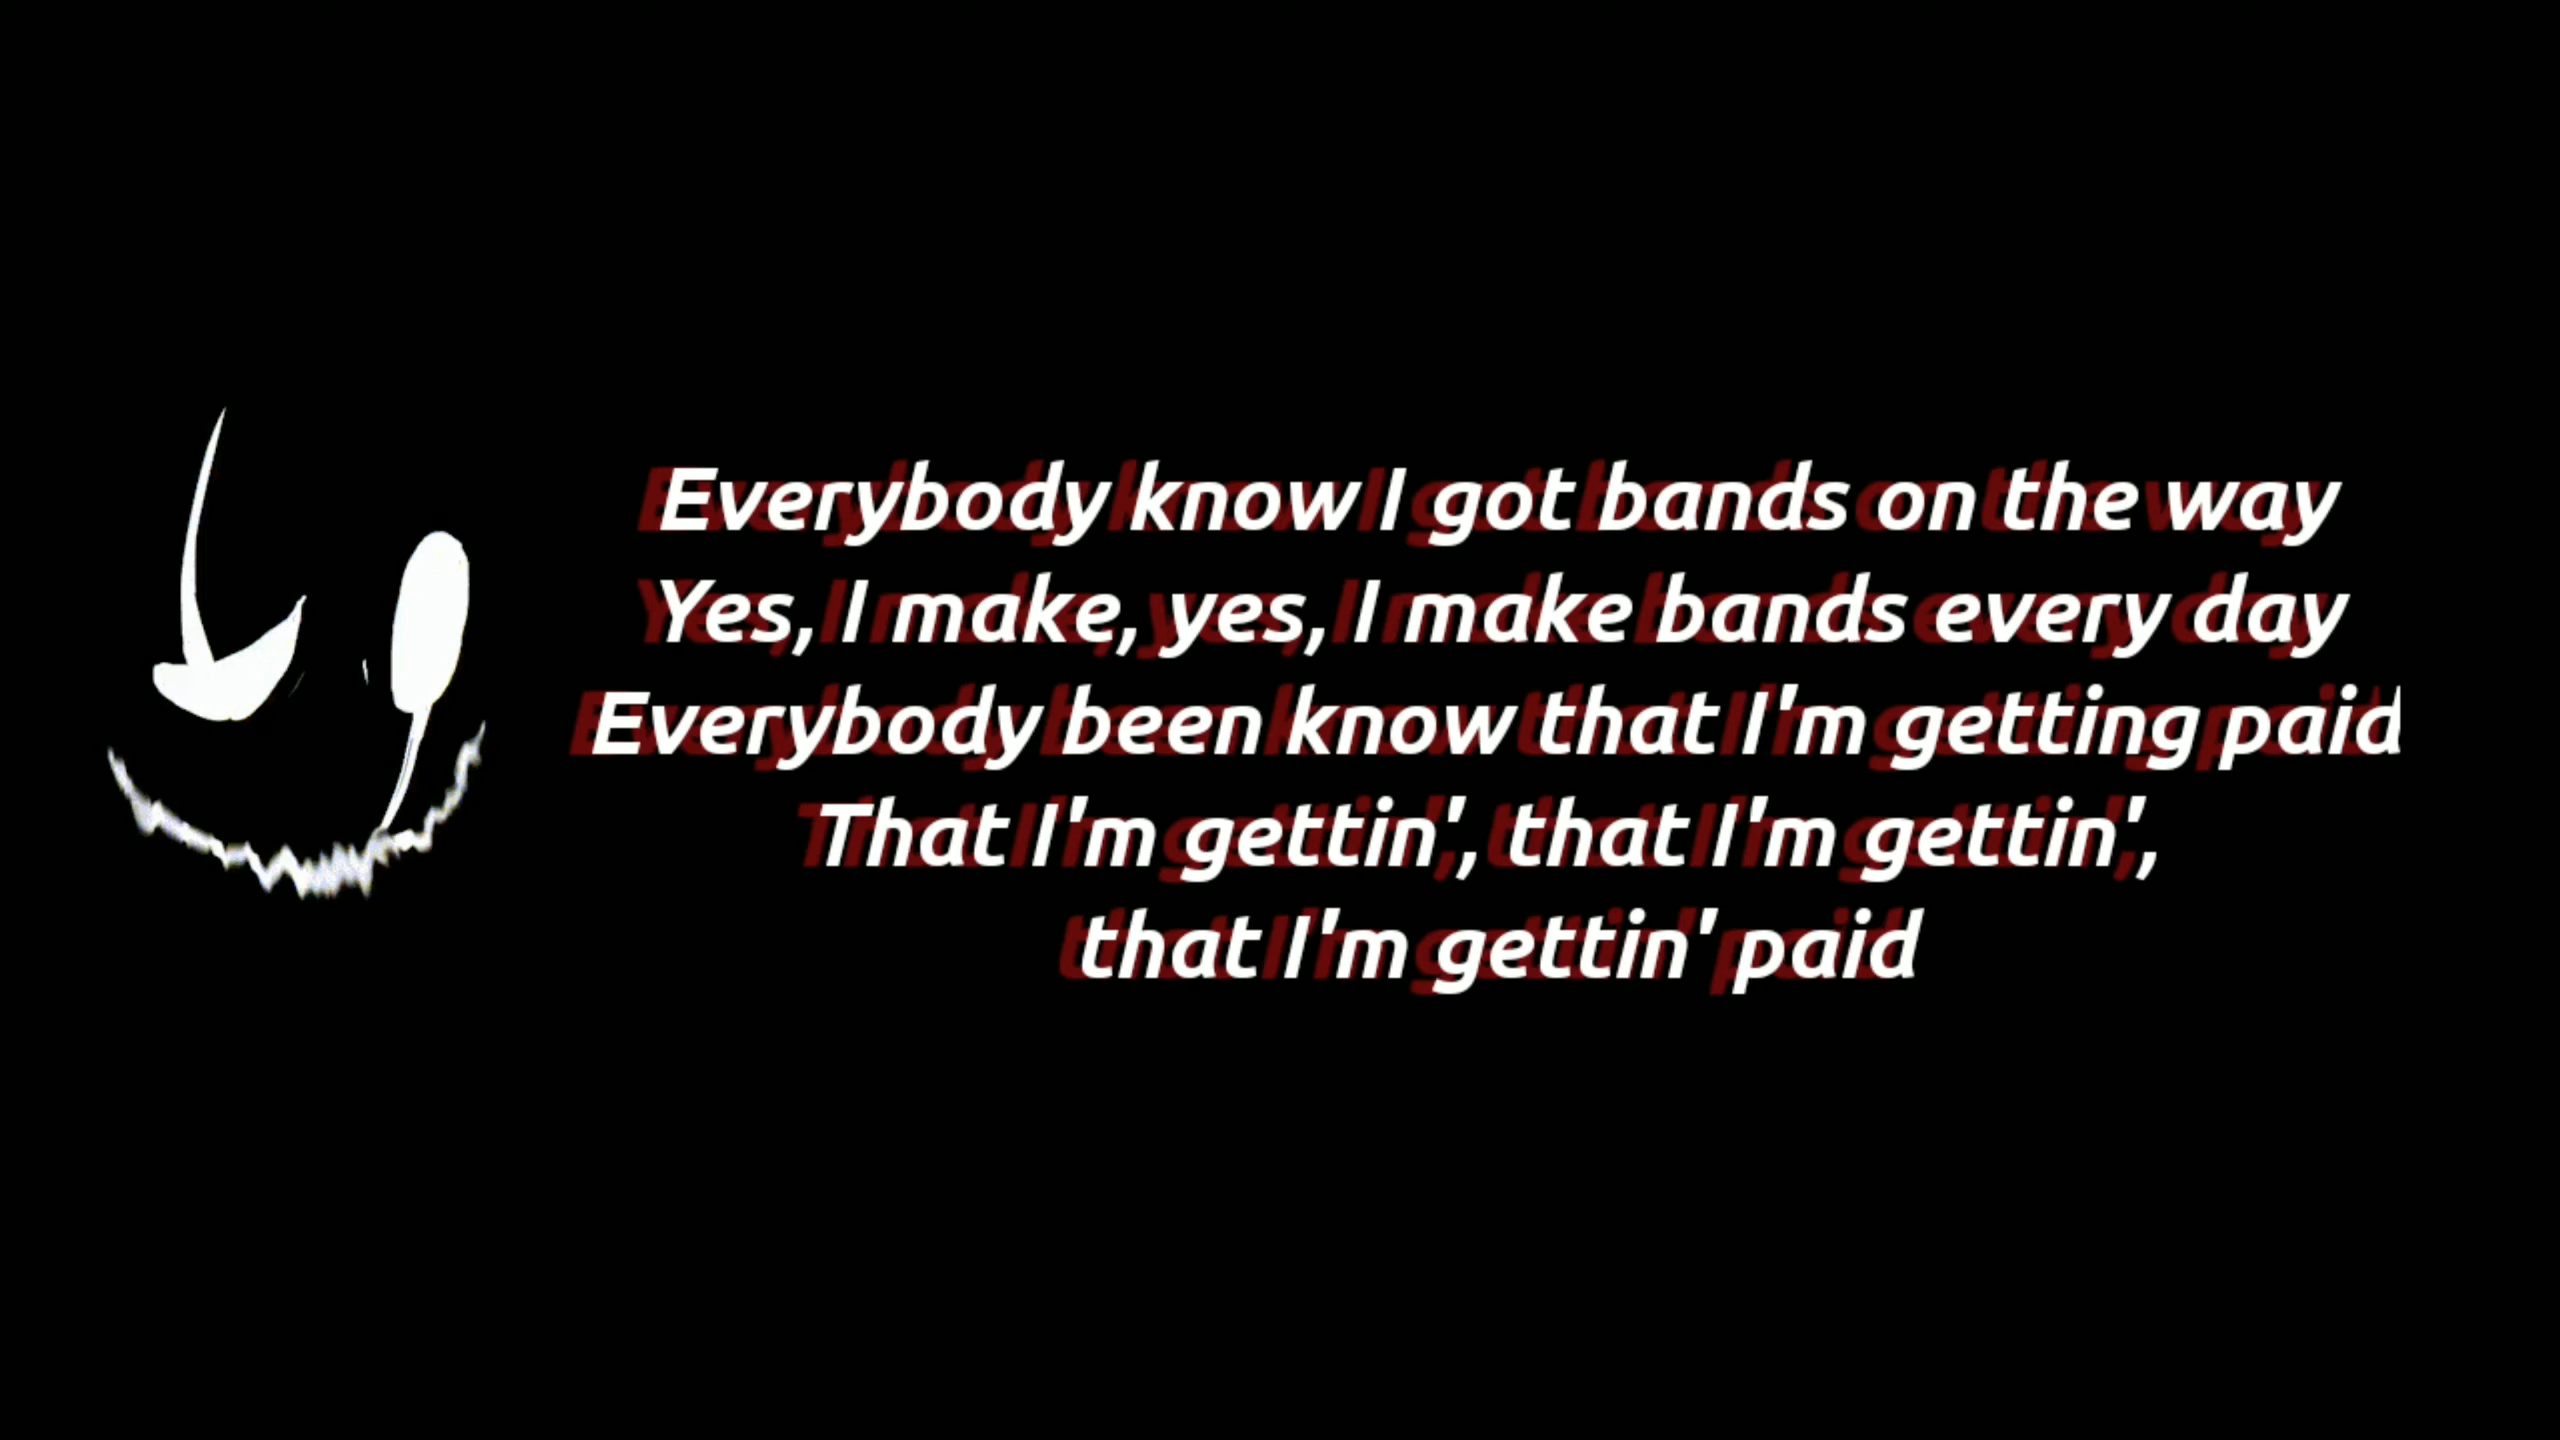 Everybody know I got bands on the way
Yes, I make, yes, I make bands every day
Everybody been know that I'm getting paid
That I'm gettin', that I'm gettin',
that I'm gettin' paid